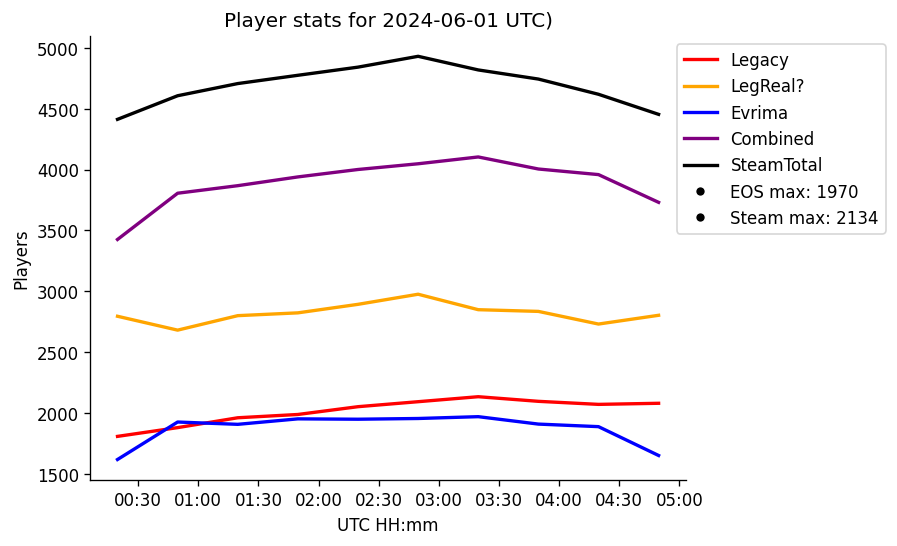 Player stats for 2024-06-01 UTC)
Legacy
LegReal?
Evrima
Combined
SteamTotal
EOS max: 1970
Steam max: 2134
Players
5000
4500
4000
3500
3000
2500
2000
1500
00:30 01:00 01:30 02:00 02:30 03:00 03:30 04:00 04:30 05:00
UTC HH:mm